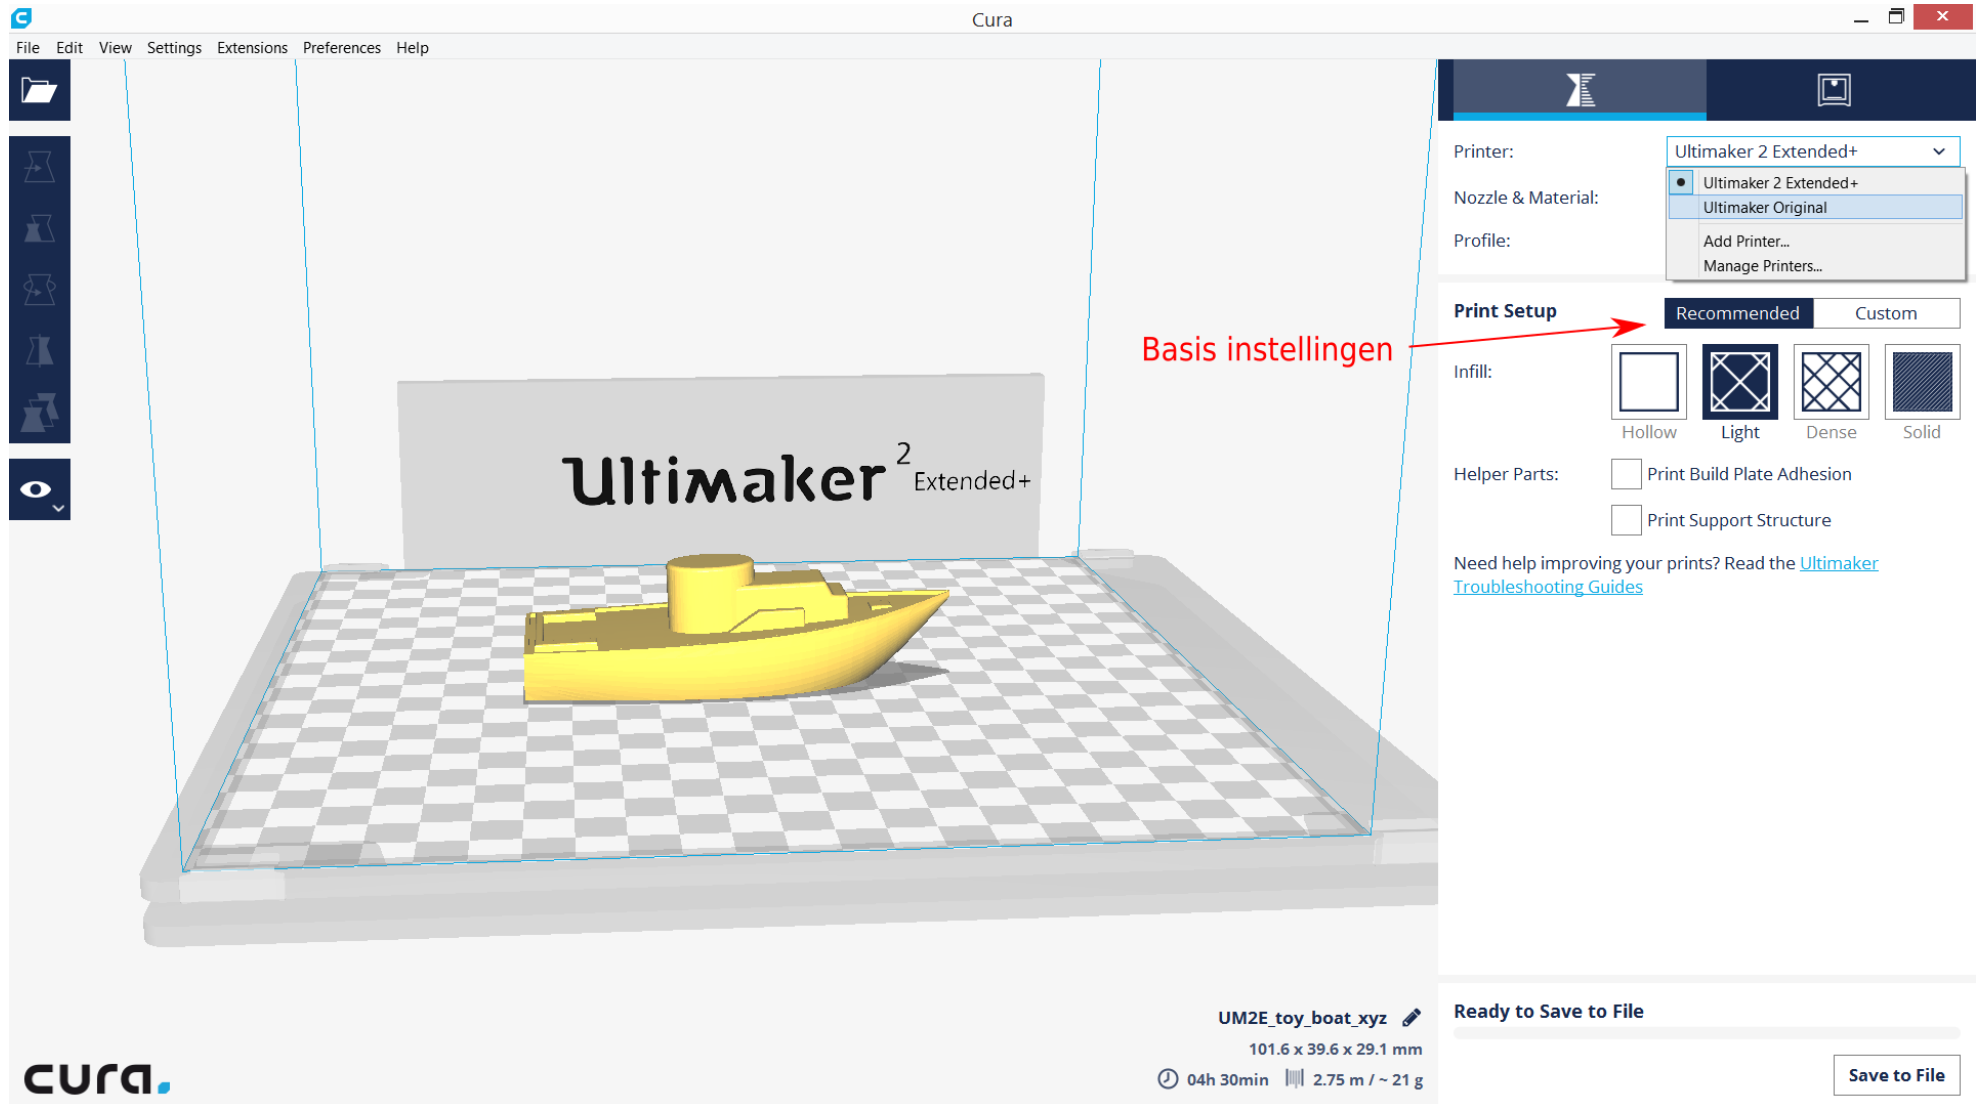 Cura
File Edit View Settings Extensions Preferences Help
Printer:
Ultimaker 2 Extended+
Ultimaker 2 Extended+
Ultimaker Original
Add Printer...
Manage Printers...
Nozzle & Material:
Profile:
Print Setup
Recommended
Custom
Basis instellingen
Infill:
Hollow
Light
Dense
Solid
Helper Parts:
Print Build Plate Adhesion
Print Support Structure
Need help improving your prints? Read the Ultimaker
Troubleshooting Guides
Ultimaker 2 Extended+
UM2E_toy_boat_xyz
101.6 x 39.6 x 29.1 mm
04h 30min 2.75 m / ~ 21 g
Ready to Save to File
Save to File
cura.